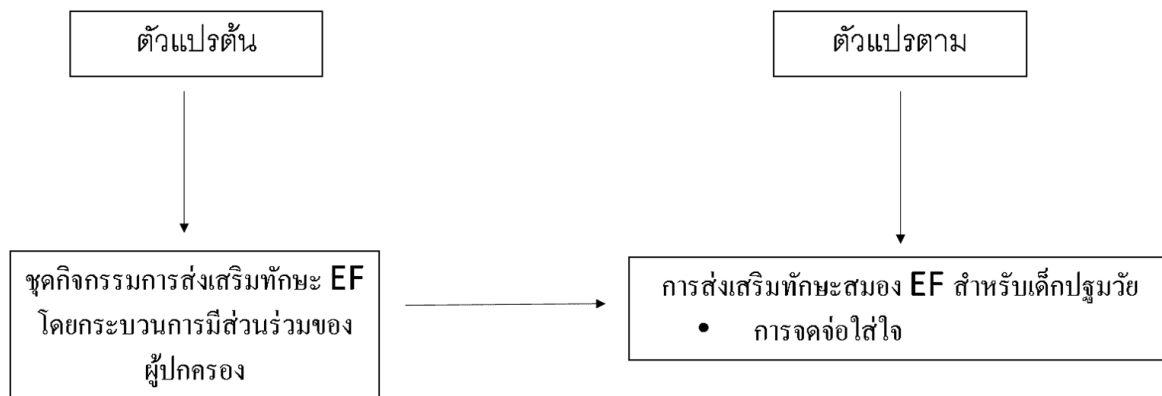 ตัวแปรต้น
ตัวแปรตาม
ชุดกิจกรรมการส่งเสริมทักษะ EF
โดยกระบวนการมีส่วนร่วมของ
ผู้ปกครอง
การส่งเสริมทักษะสมอง EF สำหรับเด็กปฐมวัย
• การจดจ่อใส่ใจ